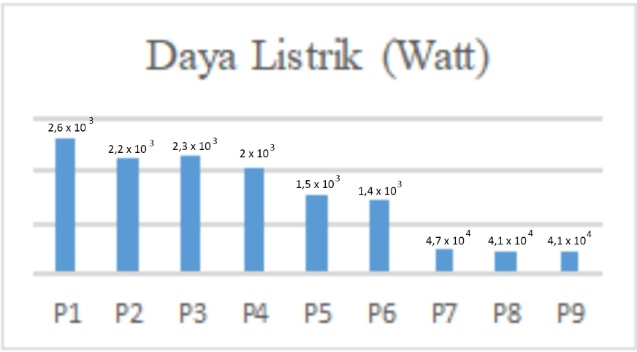 Daya Listrik (Watt)
2,6 x 10³
2,2 x 10³
2,3 x 10³
2 x 10³
1,5 x 10³
1,4 x 10³
4,7 x 10⁴
4,1 x 10⁴
4,1 x 10⁴
P1 P2 P3 P4 P5 P6 P7 P8 P9